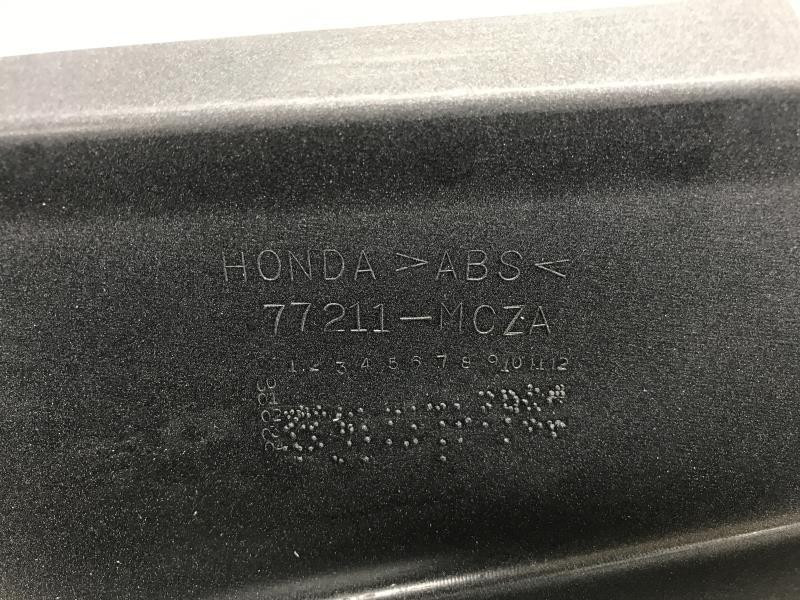 HONDA >ABS<
77211-MCZA
1 2 3 4 5 6 7 8 9 10 11 12